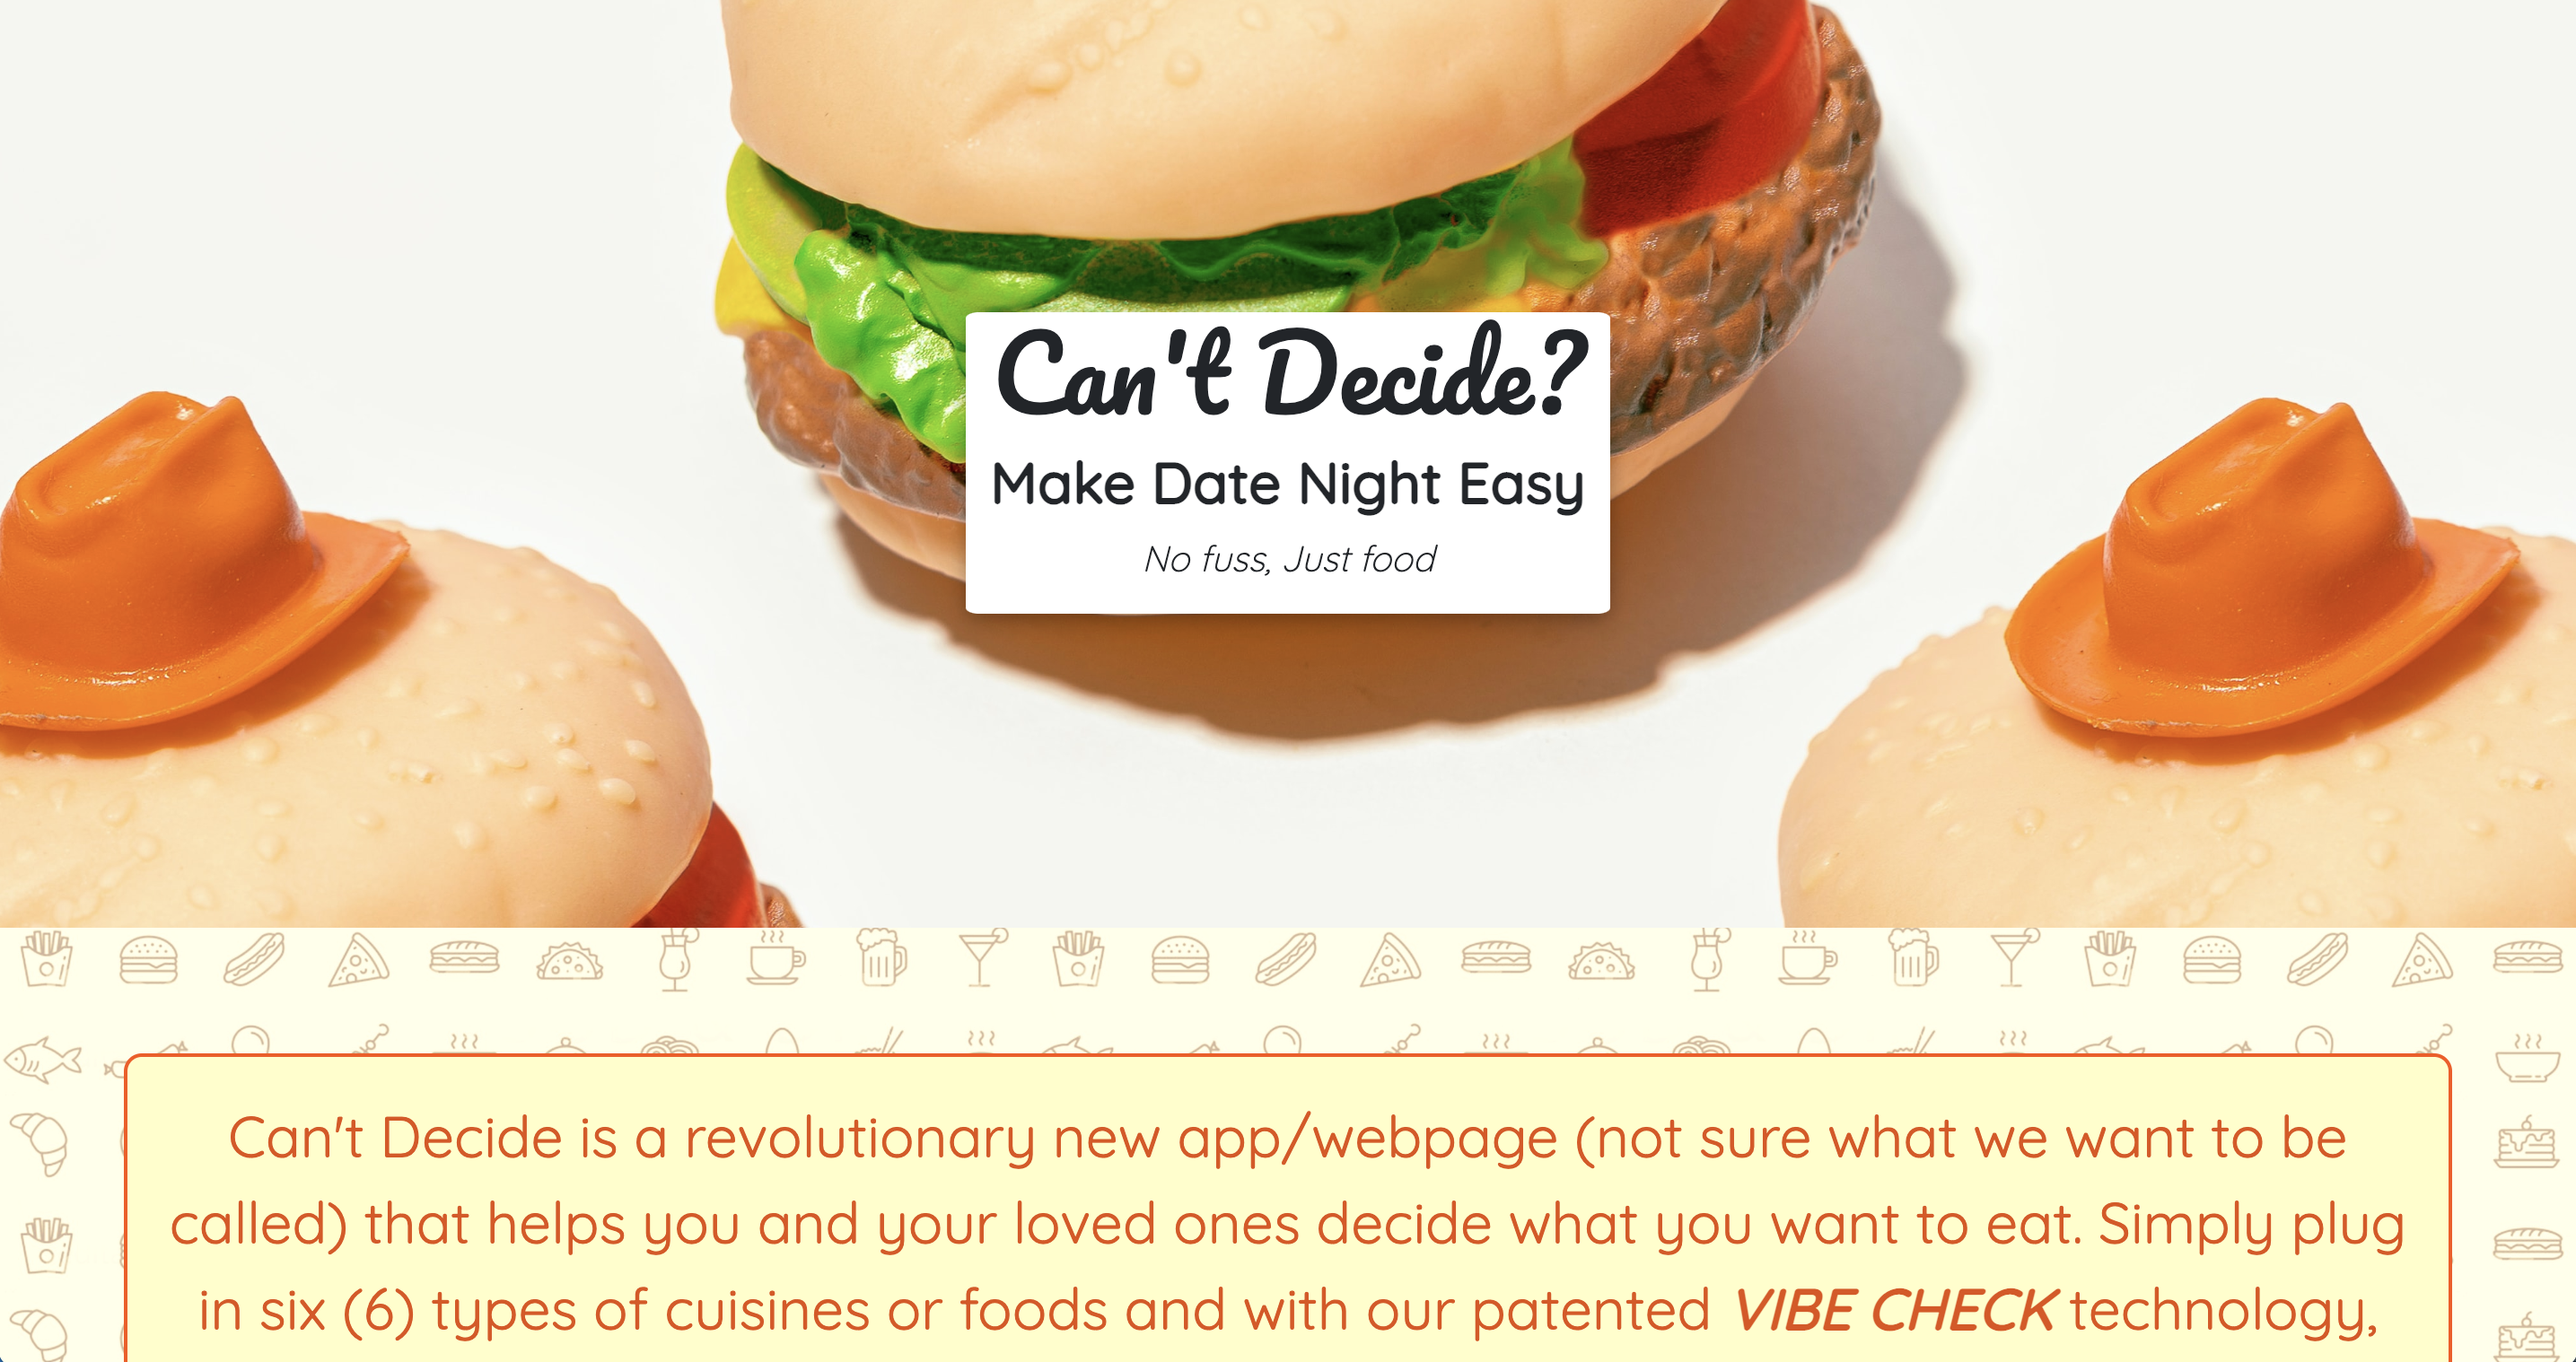 Can't Decide?
Make Date Night Easy
No fuss, Just food
Can't Decide is a revolutionary new app/webpage (not sure what we want to be
called) that helps you and your loved ones decide what you want to eat. Simply plug
in six (6) types of cuisines or foods and with our patented VIBE CHECK technology,